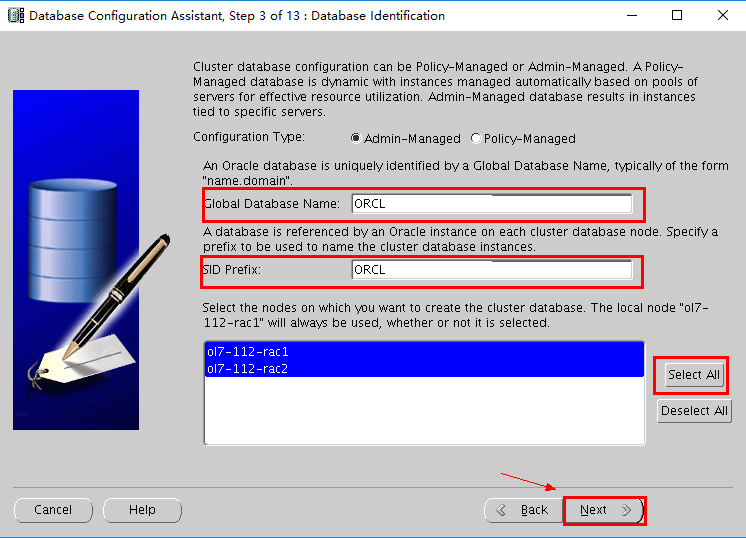 Database Configuration Assistant, Step 3 of 13 : Database Identification
Cluster database configuration can be Policy-Managed or Admin-Managed. A Policy-
Managed database is dynamic with instances managed automatically based on pools of
servers for effective resource utilization. Admin-Managed database results in instances
tied to specific servers.
Configuration Type: Admin-Managed Policy-Managed
An Oracle database is uniquely identified by a Global Database Name, typically of the form
"name.domain".
Global Database Name: ORCL
A database is referenced by an Oracle instance on each cluster database node. Specify a
prefix to be used to name the cluster database instances.
SID Prefix: ORCL
Select the nodes on which you want to create the cluster database. The local node "ol7-
112-rac1" will always be used, whether or not it is selected.
ol7-112-rac1
ol7-112-rac2
Select All
Deselect All
Cancel Help Back Next